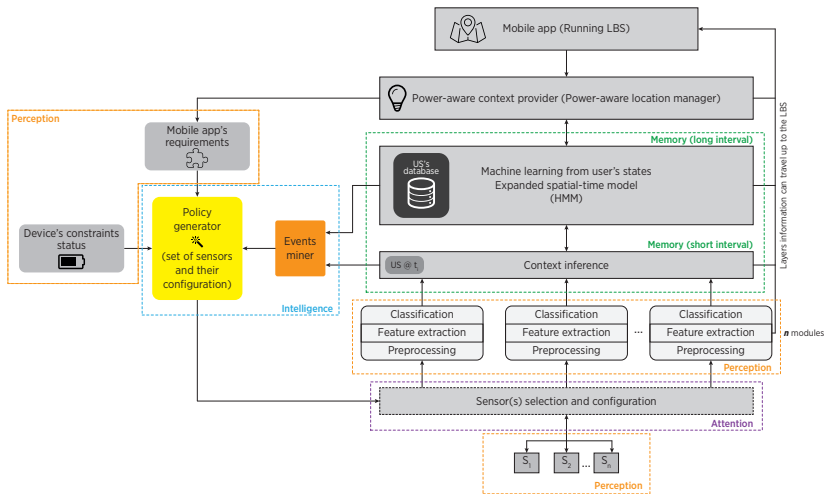 Mobile app (Running LBS)
Power-aware context provider (Power-aware location manager)
Perception
Mobile app's
requirements
Memory (long interval)
US's
database
Machine learning from user's states
Expanded spatial-time model
(HMM)
Layers information can travel up to the LBS
Policy
generator
(set of sensors
and their
configuration)
Device's constraints
status
Events
miner
Memory (short interval)
US @ ti
Context inference
Intelligence
Classification
Feature extraction
Preprocessing
Classification
Feature extraction
Preprocessing
...
Classification
Feature extraction
Preprocessing
n modules
Perception
Sensor(s) selection and configuration
Attention
S1
S2
...
Sn
Perception